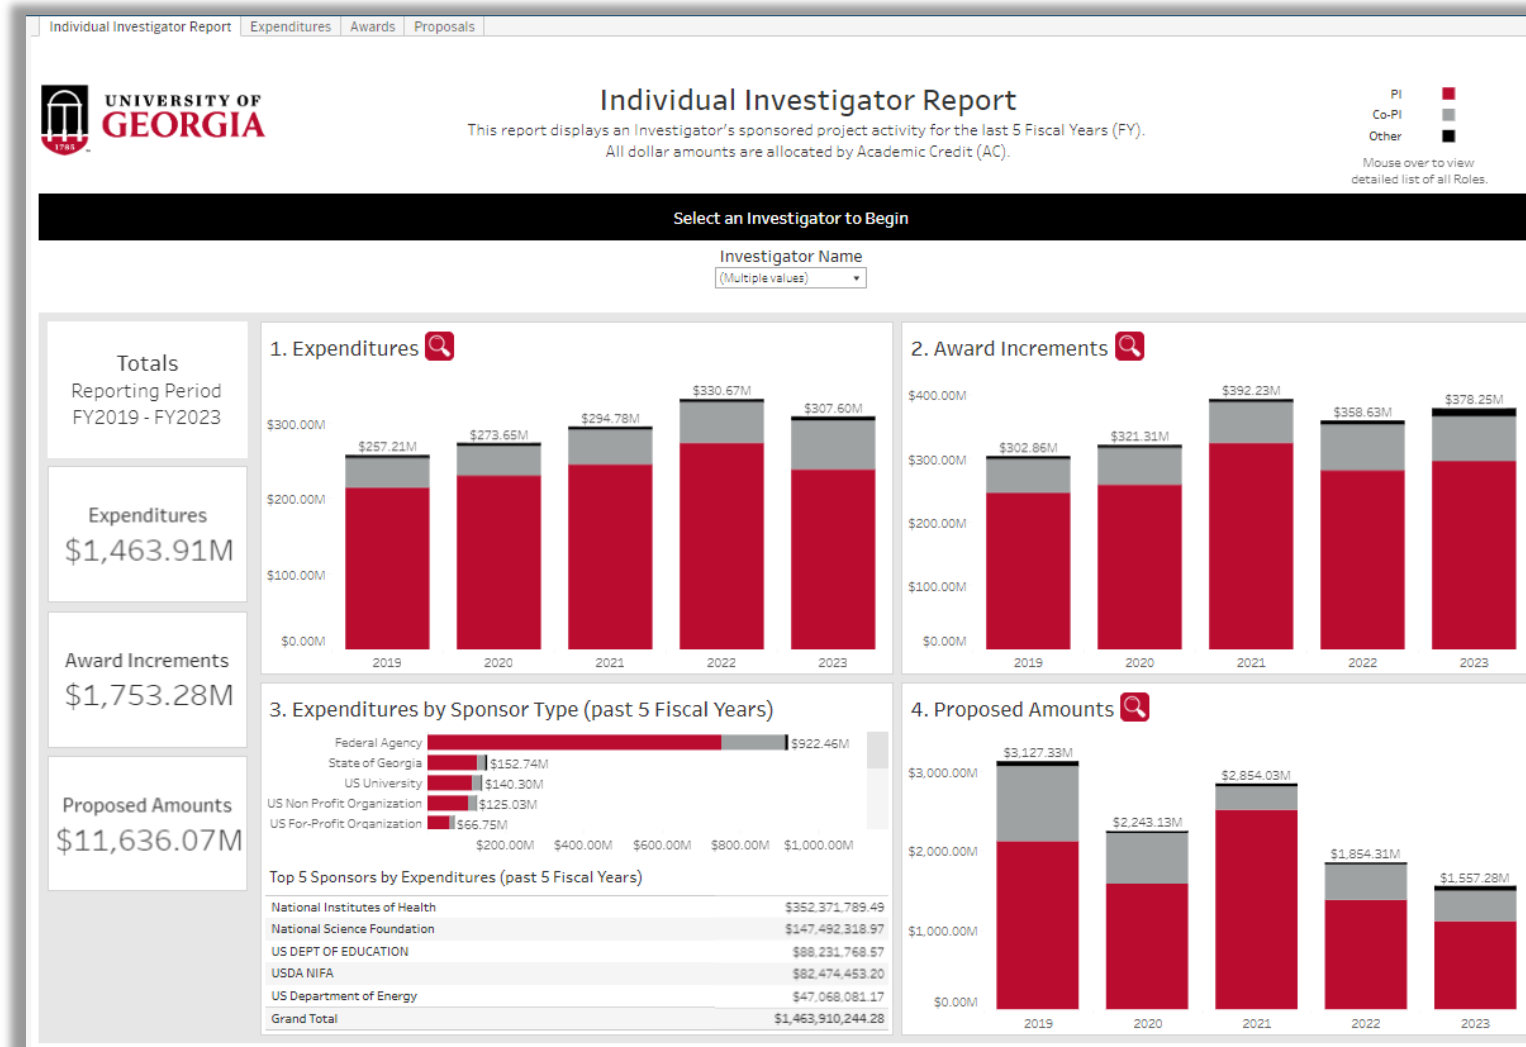 Individual Investigator Report Expenditures Awards Proposals
UNIVERSITY OF
GEORGIA
1785
Individual Investigator Report
This report displays an Investigator's sponsored project activity for the last 5 Fiscal Years (FY).
All dollar amounts are allocated by Academic Credit (AC).
PI
Co-PI
Other
Mouse over to view
detailed list of all Roles.
Select an Investigator to Begin
Investigator Name
(Multiple values)
Totals
Reporting Period
FY2019 - FY2023
Expenditures
$1,463.91M
Award Increments
$1,753.28M
Proposed Amounts
$11,636.07M
1. Expenditures
$300.00M
$200.00M
$100.00M
$0.00M
$257.21M
$273.65M
$294.78M
$330.67M
$307.60M
2019 2020 2021 2022 2023
2. Award Increments
$400.00M
$300.00M
$200.00M
$100.00M
$0.00M
$302.86M
$321.31M
$392.23M
$358.63M
$378.25M
2019 2020 2021 2022 2023
3. Expenditures by Sponsor Type (past 5 Fiscal Years)
Federal Agency $922.46M
State of Georgia $152.74M
US University $140.30M
US Non Profit Organization $125.03M
US For-Profit Organization $66.75M
$200.00M $400.00M $600.00M $800.00M $1,000.00M
Top 5 Sponsors by Expenditures (past 5 Fiscal Years)
National Institutes of Health $352,371,789.49
National Science Foundation $147,492,318.97
US DEPT OF EDUCATION $88,231,768.57
USDA NIFA $82,474,453.20
US Department of Energy $47,068,081.17
Grand Total $1,463,910,244.28
4. Proposed Amounts
$3,000.00M
$2,000.00M
$1,000.00M
$0.00M
$3,127.33M
$2,243.13M
$2,854.03M
$1,854.31M
$1,557.28M
2019 2020 2021 2022 2023